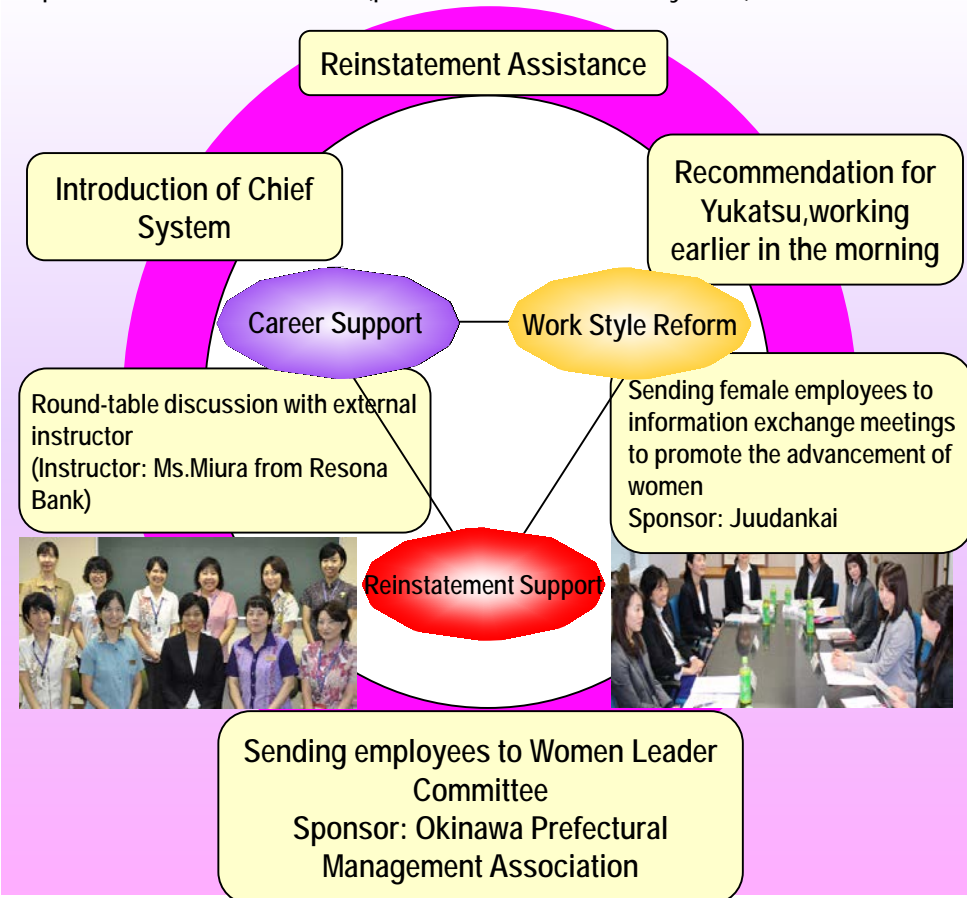 Reinstatement Assistance
Introduction of Chief
System
Recommendation for
Yukatsu,working
earlier in the morning
Career Support
Work Style Reform
Round-table discussion with external
instructor
(Instructor: Ms.Miura from Resona
Bank)
Sending female employees to
information exchange meetings
to promote the advancement of
women
Sponsor: Juudankai
Reinstatement Support
Sending employees to Women Leader
Committee
Sponsor: Okinawa Prefectural
Management Association